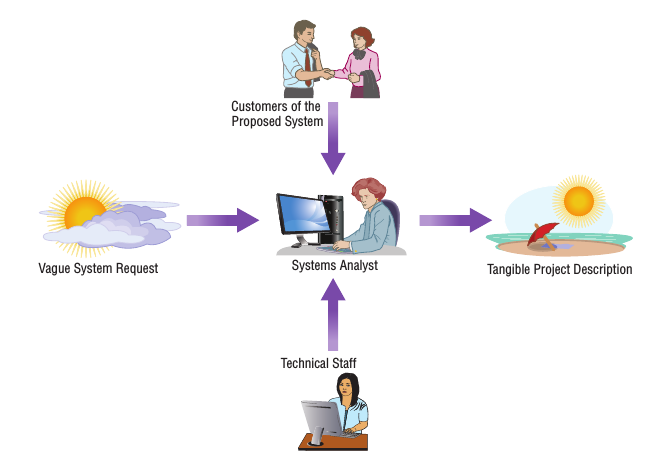 Customers of the
Proposed System
Vague System Request
Systems Analyst
Tangible Project Description
Technical Staff